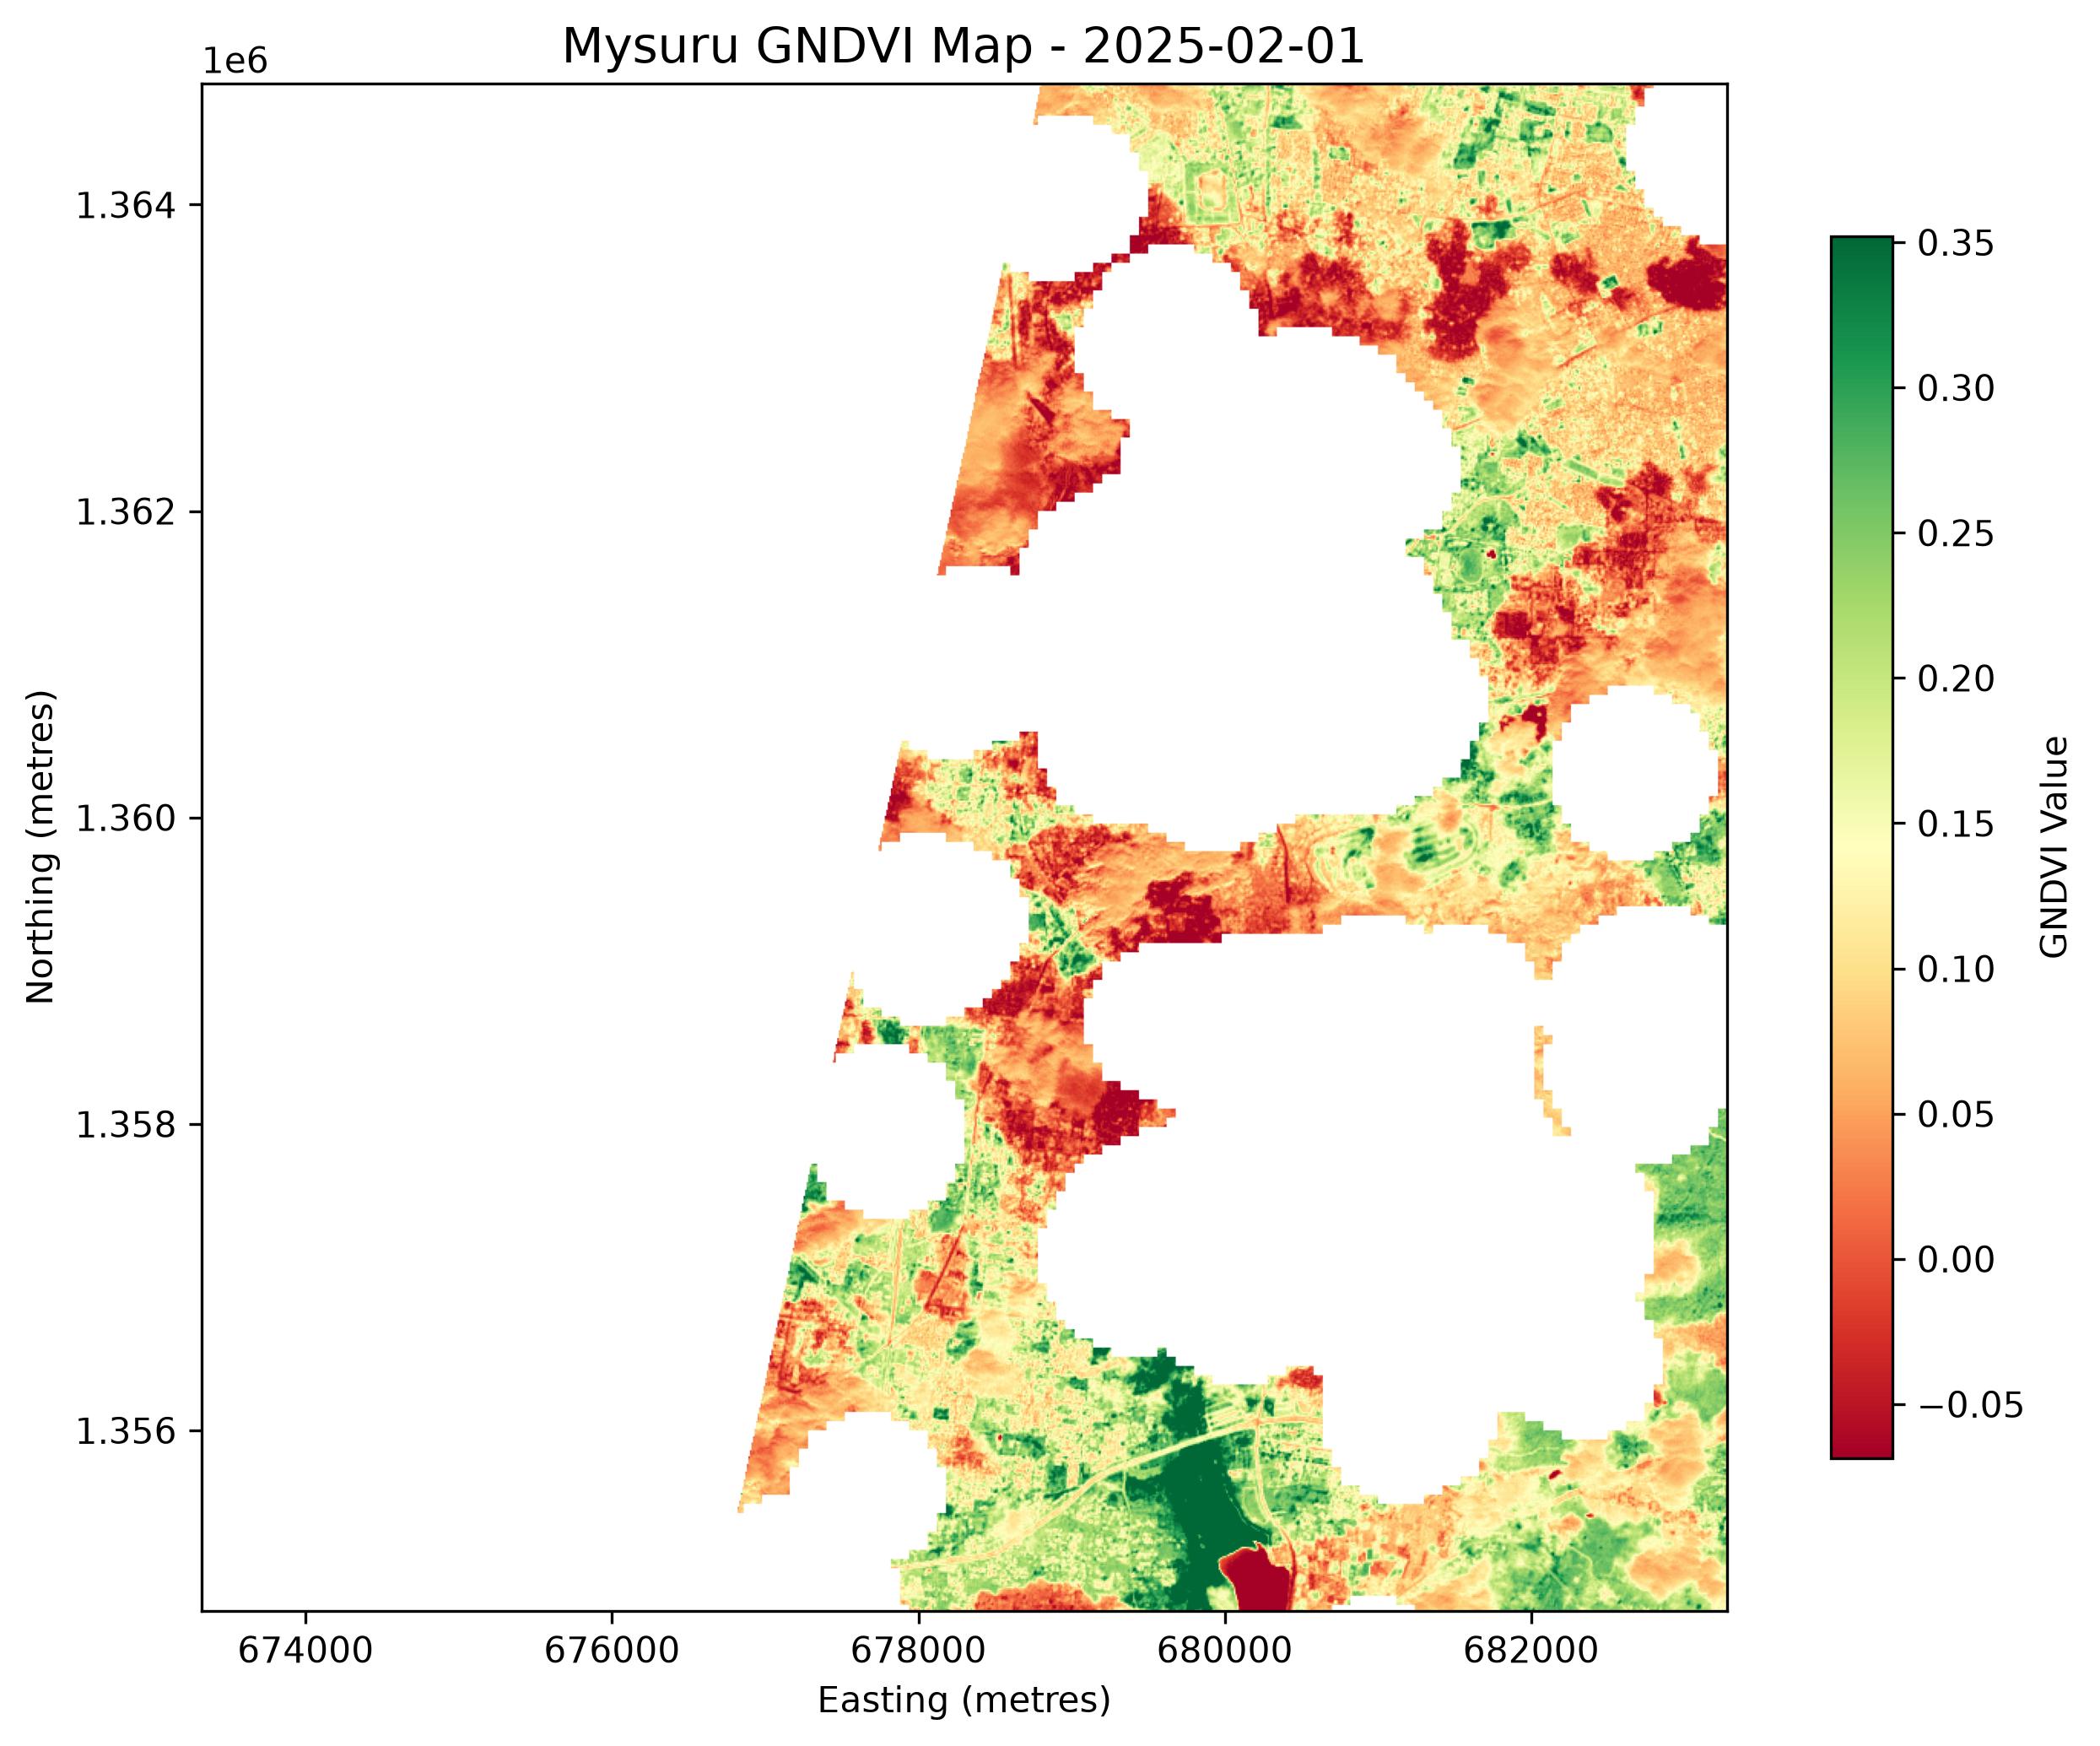 Mysuru GNDVI Map - 2025-02-01
1e6
1.364
1.362
1.360
1.358
1.356
Northing (metres)
674000 676000 678000 680000 682000
Easting (metres)
0.35
0.30
0.25
0.20
0.15
0.10
0.05
0.00
−0.05
GNDVI Value